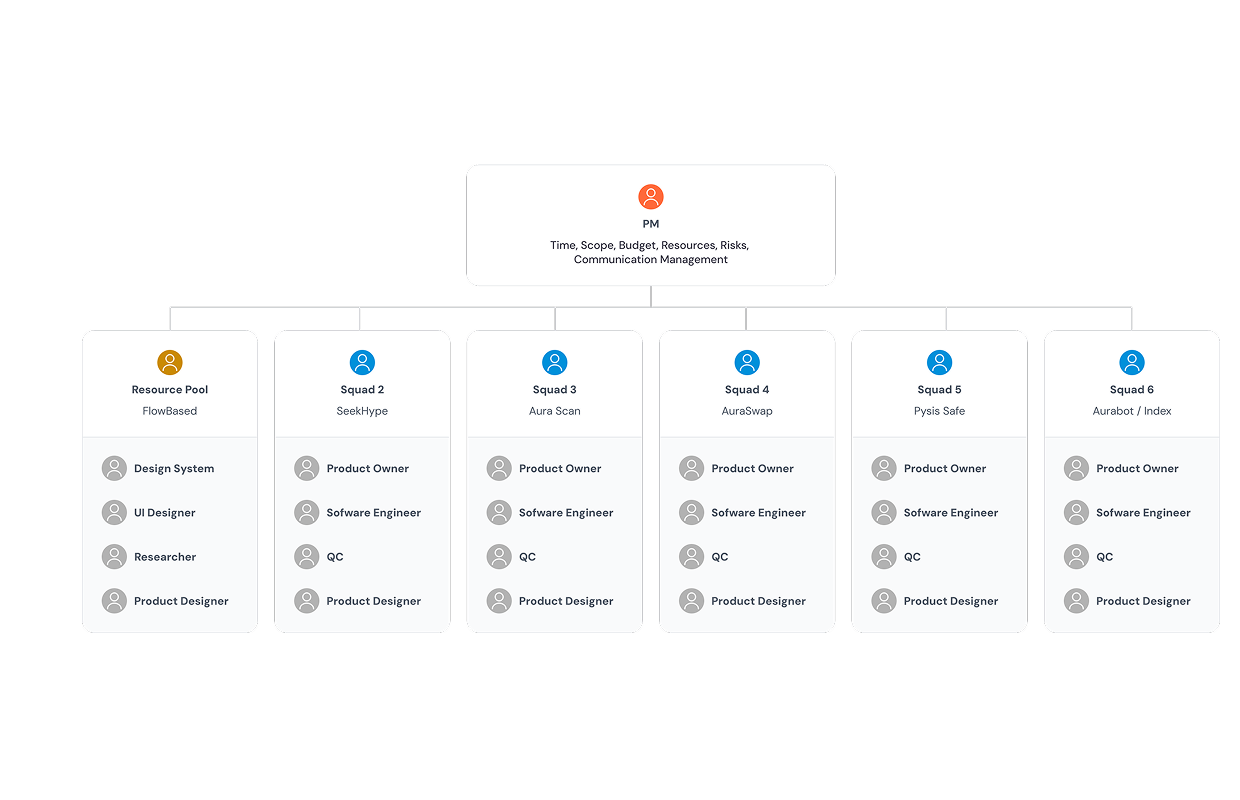 PM
Time, Scope, Budget, Resources, Risks,
Communication Management
Resource Pool
FlowBased
Design System
UI Designer
Researcher
Product Designer
Squad 2
SeekHype
Product Owner
Sofware Engineer
QC
Product Designer
Squad 3
Aura Scan
Product Owner
Sofware Engineer
QC
Product Designer
Squad 4
AuraSwap
Product Owner
Sofware Engineer
QC
Product Designer
Squad 5
Pysis Safe
Product Owner
Sofware Engineer
QC
Product Designer
Squad 6
Aurabot / Index
Product Owner
Sofware Engineer
QC
Product Designer